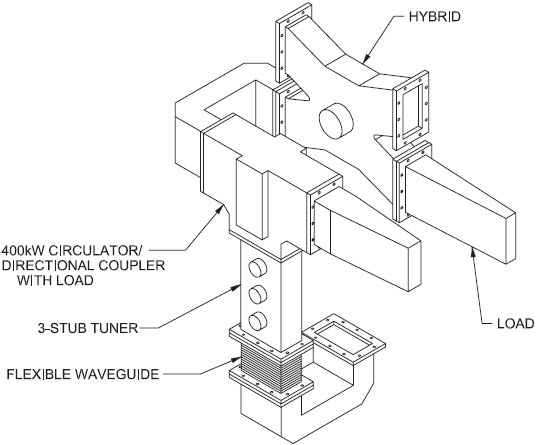 HYBRID
400kW CIRCULATOR/
DIRECTIONAL COUPLER
WITH LOAD
3-STUB TUNER
LOAD
FLEXIBLE WAVEGUIDE